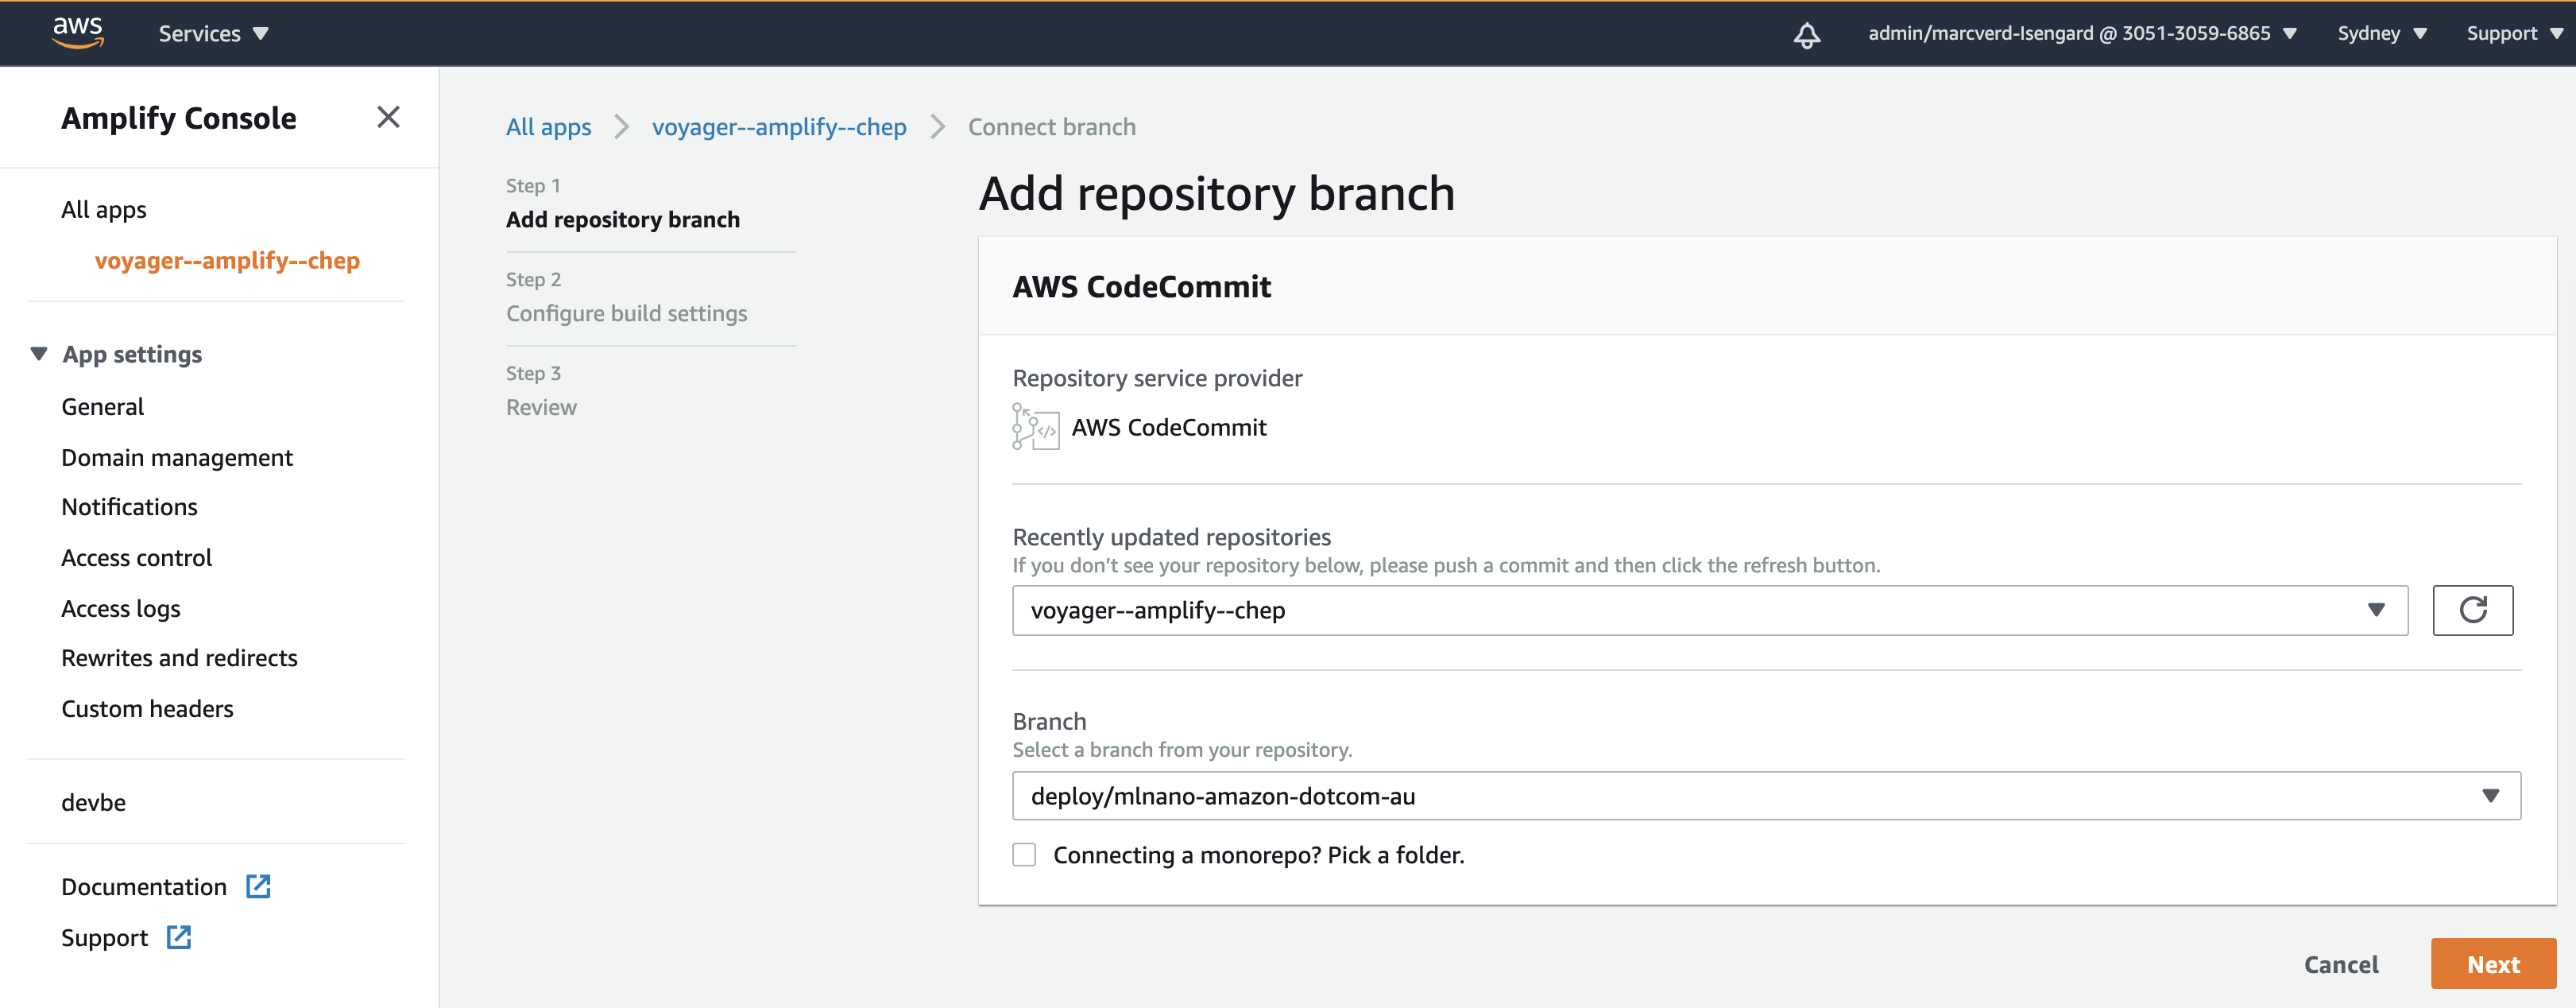 aws
Services
admin/marcverd-Isengard @ 3051-3059-6865
Sydney
Support
Amplify Console
All apps
voyager--amplify--chep
App settings
General
Domain management
Notifications
Access control
Access logs
Rewrites and redirects
Custom headers
devbe
Documentation
Support
All apps
voyager--amplify--chep
Connect branch
Step 1
Add repository branch
Step 2
Configure build settings
Step 3
Review
Add repository branch
AWS CodeCommit
Repository service provider
</>
AWS CodeCommit
Recently updated repositories
If you don’t see your repository below, please push a commit and then click the refresh button.
voyager--amplify--chep
Branch
Select a branch from your repository.
deploy/mlnano-amazon-dotcom-au
Connecting a monorepo? Pick a folder.
Cancel
Next